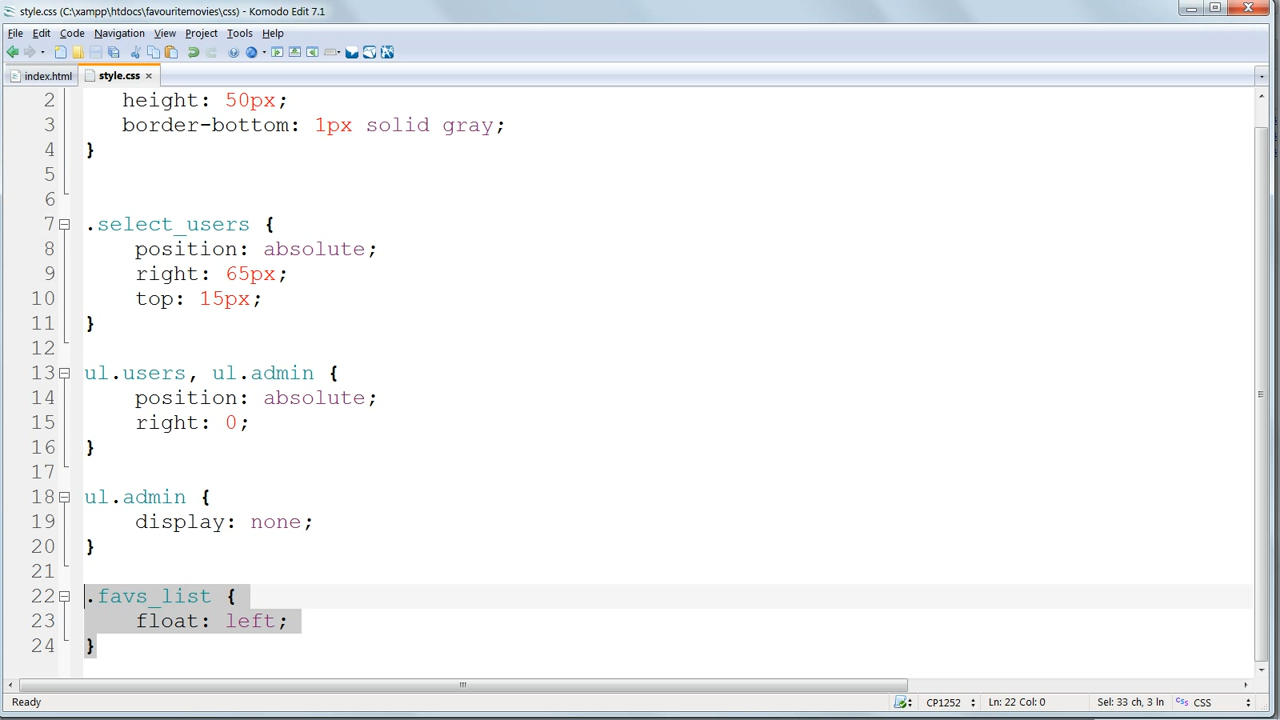 style.css (C:\xampp\htdocs\favouritemovies\css) - Komodo Edit 7.1
File Edit Code Navigation View Project Tools Help
index.html style.css
2 height: 50px;
3 border-bottom: 1px solid gray;
4 }
5
6
7 .select_users {
8 position: absolute;
9 right: 65px;
10 top: 15px;
11 }
12
13 ul.users, ul.admin {
14 position: absolute;
15 right: 0;
16 }
17
18 ul.admin {
19 display: none;
20 }
21
22 .favs_list {
23 float: left;
24 }
Ready CP1252 Ln: 22 Col: 0 Sel: 33 ch, 3 ln CSS